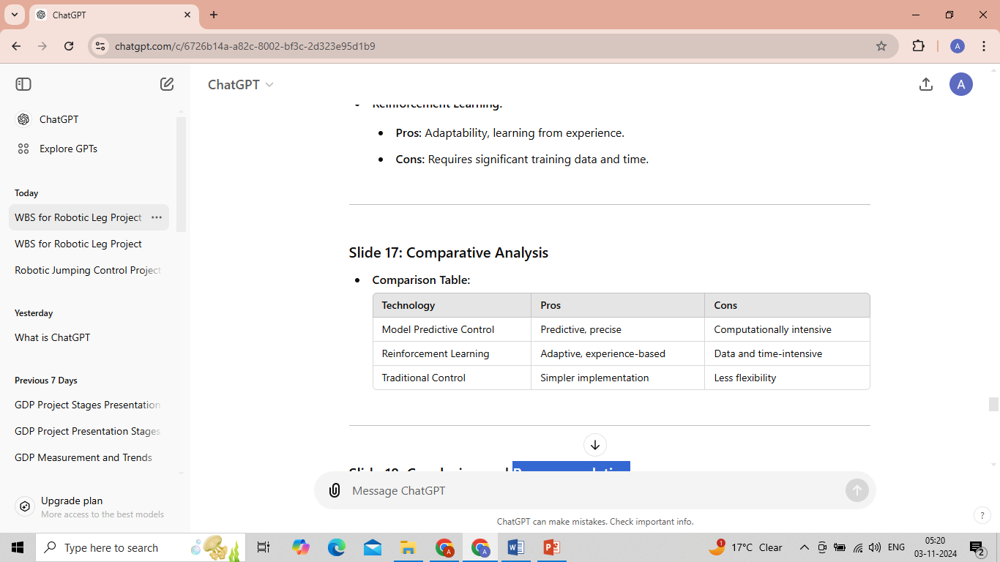 ChatGPT
chatgpt.com/c/6726b14a-a82c-8002-bf3c-2d323e95d1b9
A
ChatGPT
A
ChatGPT
Explore GPTs
Today
WBS for Robotic Leg Project
WBS for Robotic Leg Project
Robotic Jumping Control Project
Yesterday
What is ChatGPT
Previous 7 Days
GDP Project Stages Presentation
GDP Project Presentation Stages
GDP Measurement and Trends
Upgrade plan
More access to the best models
Reinforcement Learning:
Pros: Adaptability, learning from experience.
Cons: Requires significant training data and time.
Slide 17: Comparative Analysis
Comparison Table:
Technology Pros Cons
Model Predictive Control Predictive, precise Computationally intensive
Reinforcement Learning Adaptive, experience-based Data and time-intensive
Traditional Control Simpler implementation Less flexibility
Message ChatGPT
ChatGPT can make mistakes. Check important info.
?
Type here to search
A
A
1
17°C Clear
ENG
05:20
03-11-2024
2